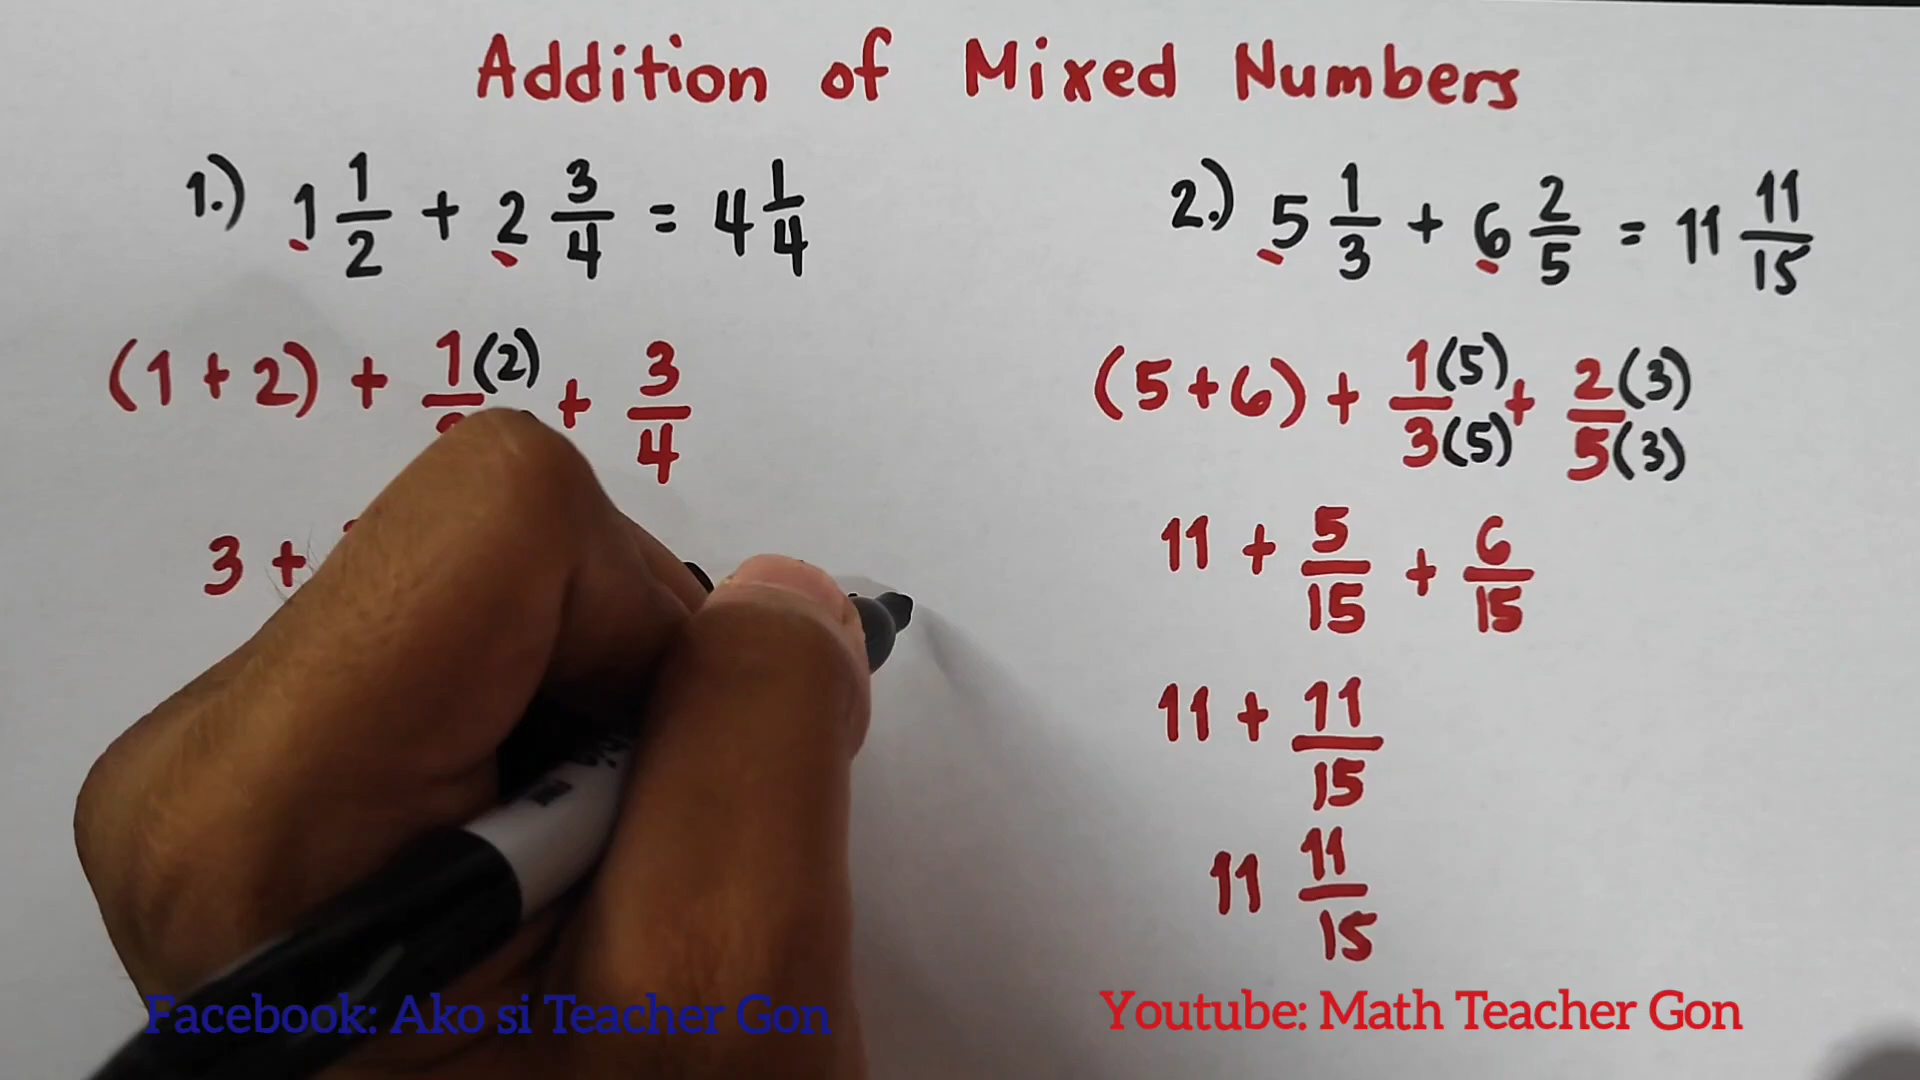 Addition of Mixed Numbers
1.) 1 1/2 + 2 3/4 = 4 1/4
(1 + 2) + 1(2)/ + 3/4
3 +
2.) 5 1/3 + 6 2/5 = 11 11/15
(5+6) + 1(5)/3(5) + 2(3)/5(3)
11 + 5/15 + 6/15
11 + 11/15
11 11/15
Facebook: Ako si Teacher Gon
Youtube: Math Teacher Gon